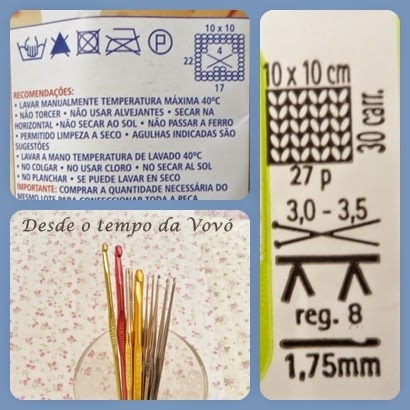 P
10 x 10
22
4
17
RECOMENDAÇÕES:
• LAVAR MANUALMENTE TEMPERATURA MÁXIMA 40ºC
• NÃO TORCER • NÃO USAR ALVEJANTES • SECAR NA
HORIZONTAL • NÃO SECAR AO SOL • NÃO PASSAR A FERRO
• PERMITIDO LIMPEZA A SECO • AGULHAS INDICADAS SÃO
SUGESTÕES
• LAVAR A MANO TEMPERATURA DE LAVADO 40ºC
• NO COLGAR • NO USAR CLORO • NO SECAR AL SOL
• NO PLANCHAR • SE PUEDE LAVAR EN SECO
IMPORTANTE: COMPRAR A QUANTIDADE NECESSÁRIA DO
MESMO LOTE PARA CONFECCIONAR TODA A PEÇA
10 x 10 cm
30 carr.
27 p
3,0 - 3,5
reg. 8
1,75mm
Desde o tempo da Vovó